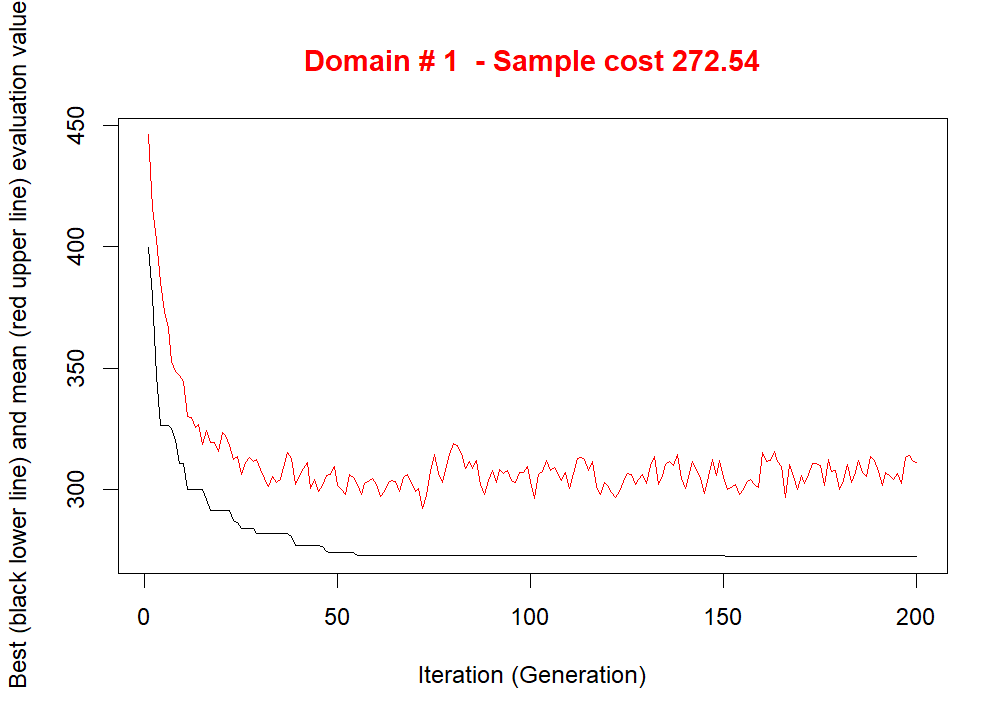 Domain # 1  - Sample cost 272.54
Best (black lower line) and mean (red upper line) evaluation value
450
400
350
300
0 50 100 150 200
Iteration (Generation)